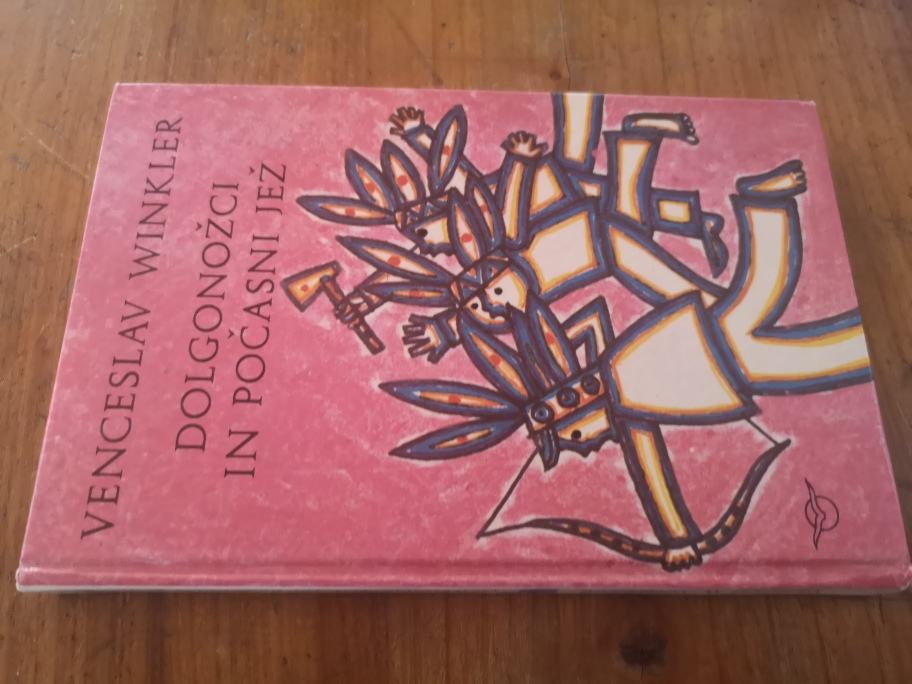 VENCESLAV WINKLER
DOLGONOŽCI
IN POČASNI JEŽ